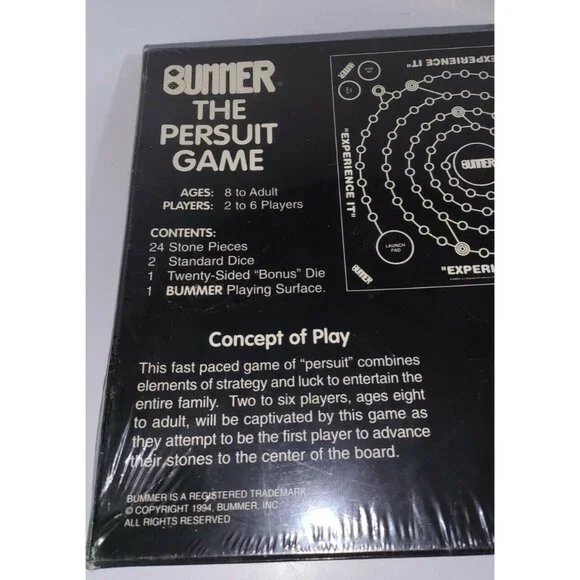 BUMMER®
THE
PERSUIT
GAME
AGES: 8 to Adult
PLAYERS: 2 to 6 Players
CONTENTS:
24 Stone Pieces
2 Standard Dice
1 Twenty-Sided "Bonus" Die
1 BUMMER Playing Surface.
Concept of Play
This fast paced game of "persuit" combines
elements of strategy and luck to entertain the
entire family. Two to six players, ages eight
to adult, will be captivated by this game as
they attempt to be the first player to advance
their stones to the center of the board.
BUMMER IS A REGISTERED TRADEMARK
© COPYRIGHT 1994, BUMMER, INC
ALL RIGHTS RESERVED
"EXPERIENCE IT"
BUMMER
"EXPERIENCE IT"
BUMMER
LAUNCH
PAD
BUMMER
"EXPERI